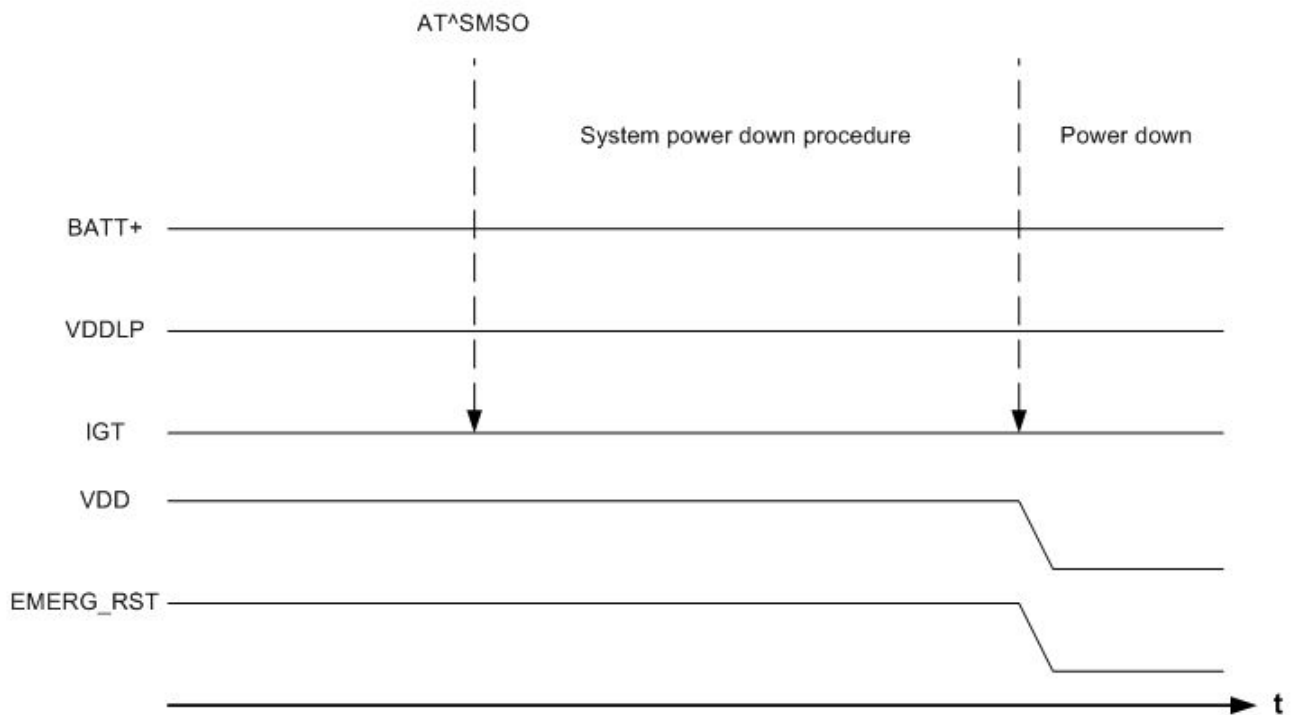 AT^SMSO
System power down procedure
Power down
BATT+
VDDLP
IGT
VDD
EMERG_RST
t